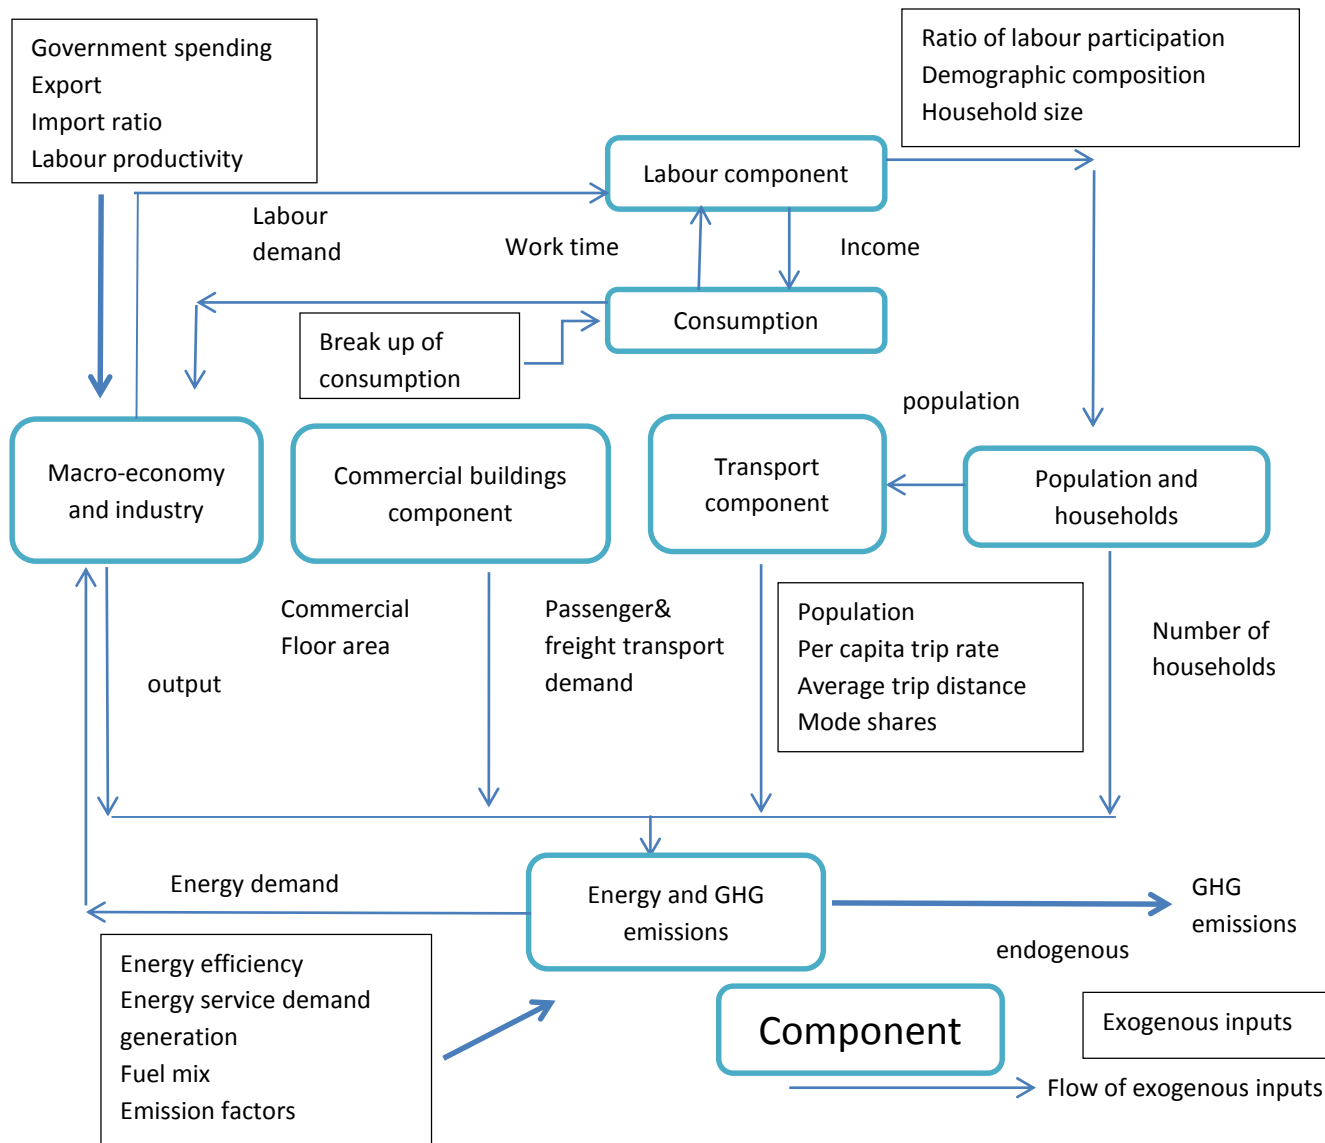 Government spending
Export
Import ratio
Labour productivity
Ratio of labour participation
Demographic composition
Household size
Labour component
Labour
demand
Work time
Income
Consumption
Break up of
consumption
population
Macro-economy
and industry
Commercial buildings
component
Transport
component
Population and
households
Commercial
Floor area
Passenger&
freight transport
demand
Population
Per capita trip rate
Average trip distance
Mode shares
Number of
households
output
Energy demand
Energy and GHG
emissions
GHG
emissions
endogenous
Energy efficiency
Energy service demand
generation
Fuel mix
Emission factors
Component
Exogenous inputs
Flow of exogenous inputs